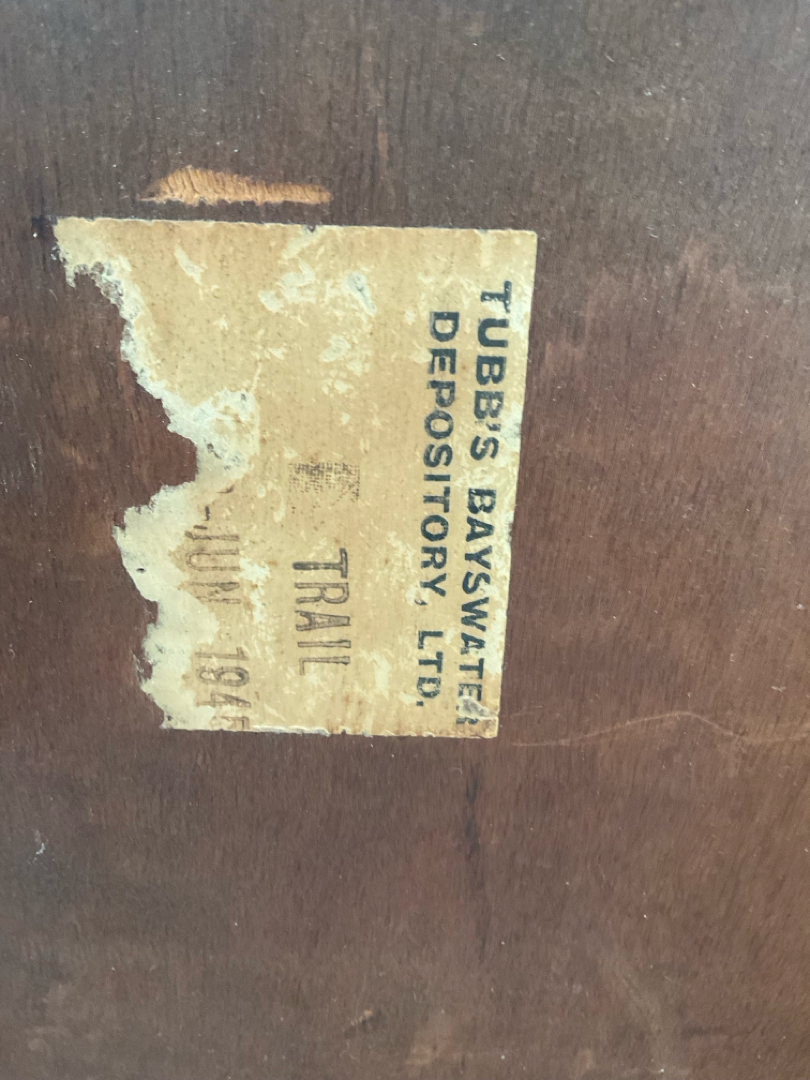 TUBB'S BAYSWATER
DEPOSITORY, LTD.
TRAIL
-JUN 194